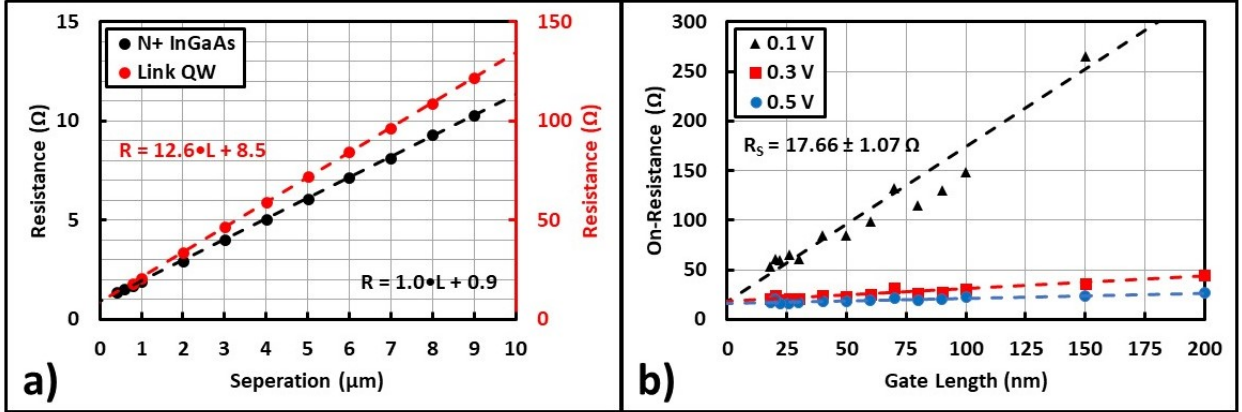 15
10
5
0
Resistance (Ω)
N+ InGaAs
Link QW
R = 12.6•L + 8.5
R = 1.0•L + 0.9
150
100
50
0
Resistance (Ω)
0 1 2 3 4 5 6 7 8 9 10
Seperation (μm)
a)
300
250
200
150
100
50
0
On-Resistance (Ω)
0.1 V
0.3 V
0.5 V
RS = 17.66 ± 1.07 Ω
0 25 50 75 100 125 150 175 200
Gate Length (nm)
b)